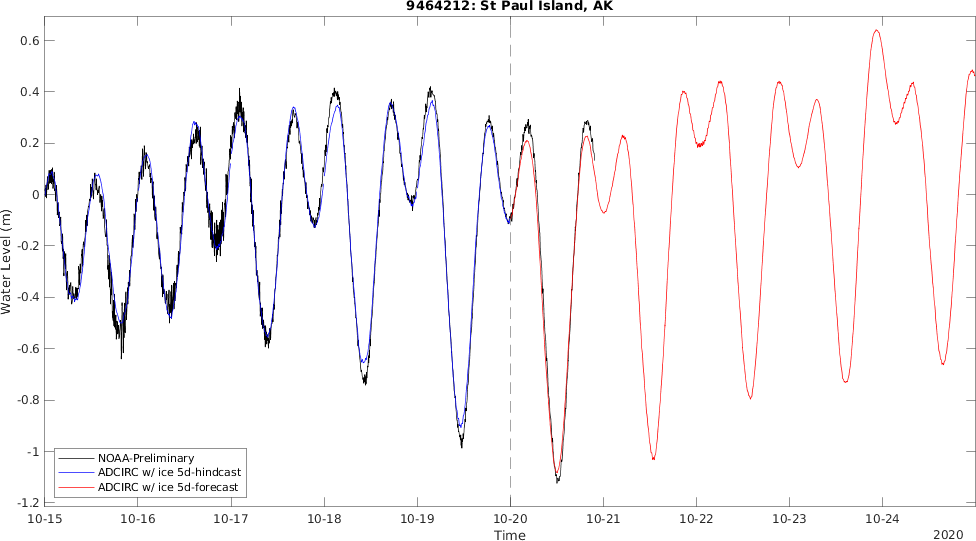 9464212: St Paul Island, AK
0.6
0.4
0.2
0
-0.2
-0.4
-0.6
-0.8
-1
-1.2
Water Level (m)
NOAA-Preliminary
ADCIRC w/ ice 5d-hindcast
ADCIRC w/ ice 5d-forecast
10-15 10-16 10-17 10-18 10-19 10-20 10-21 10-22 10-23 10-24
Time
2020